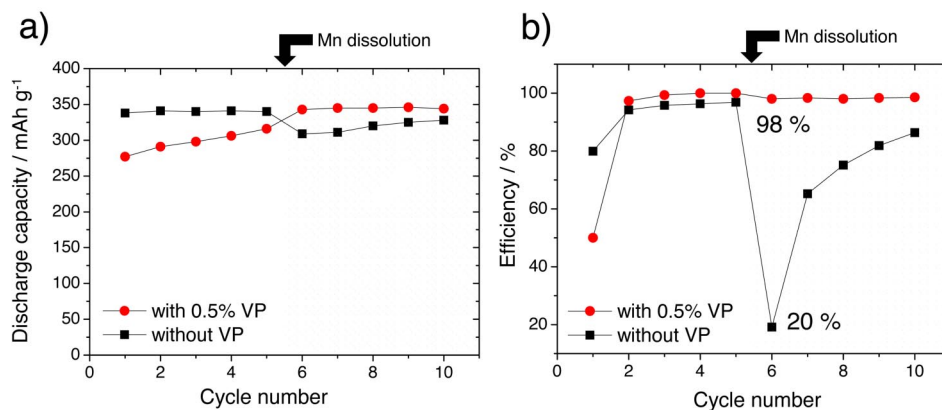 a)
Mn dissolution
400
350
300
250
200
150
100
50
0
Discharge capacity / mAh g⁻¹
with 0.5% VP
without VP
0 2 4 6 8 10
Cycle number
b)
Mn dissolution
100
80
60
40
20
Efficiency / %
98 %
20 %
with 0.5% VP
without VP
0 2 4 6 8 10
Cycle number